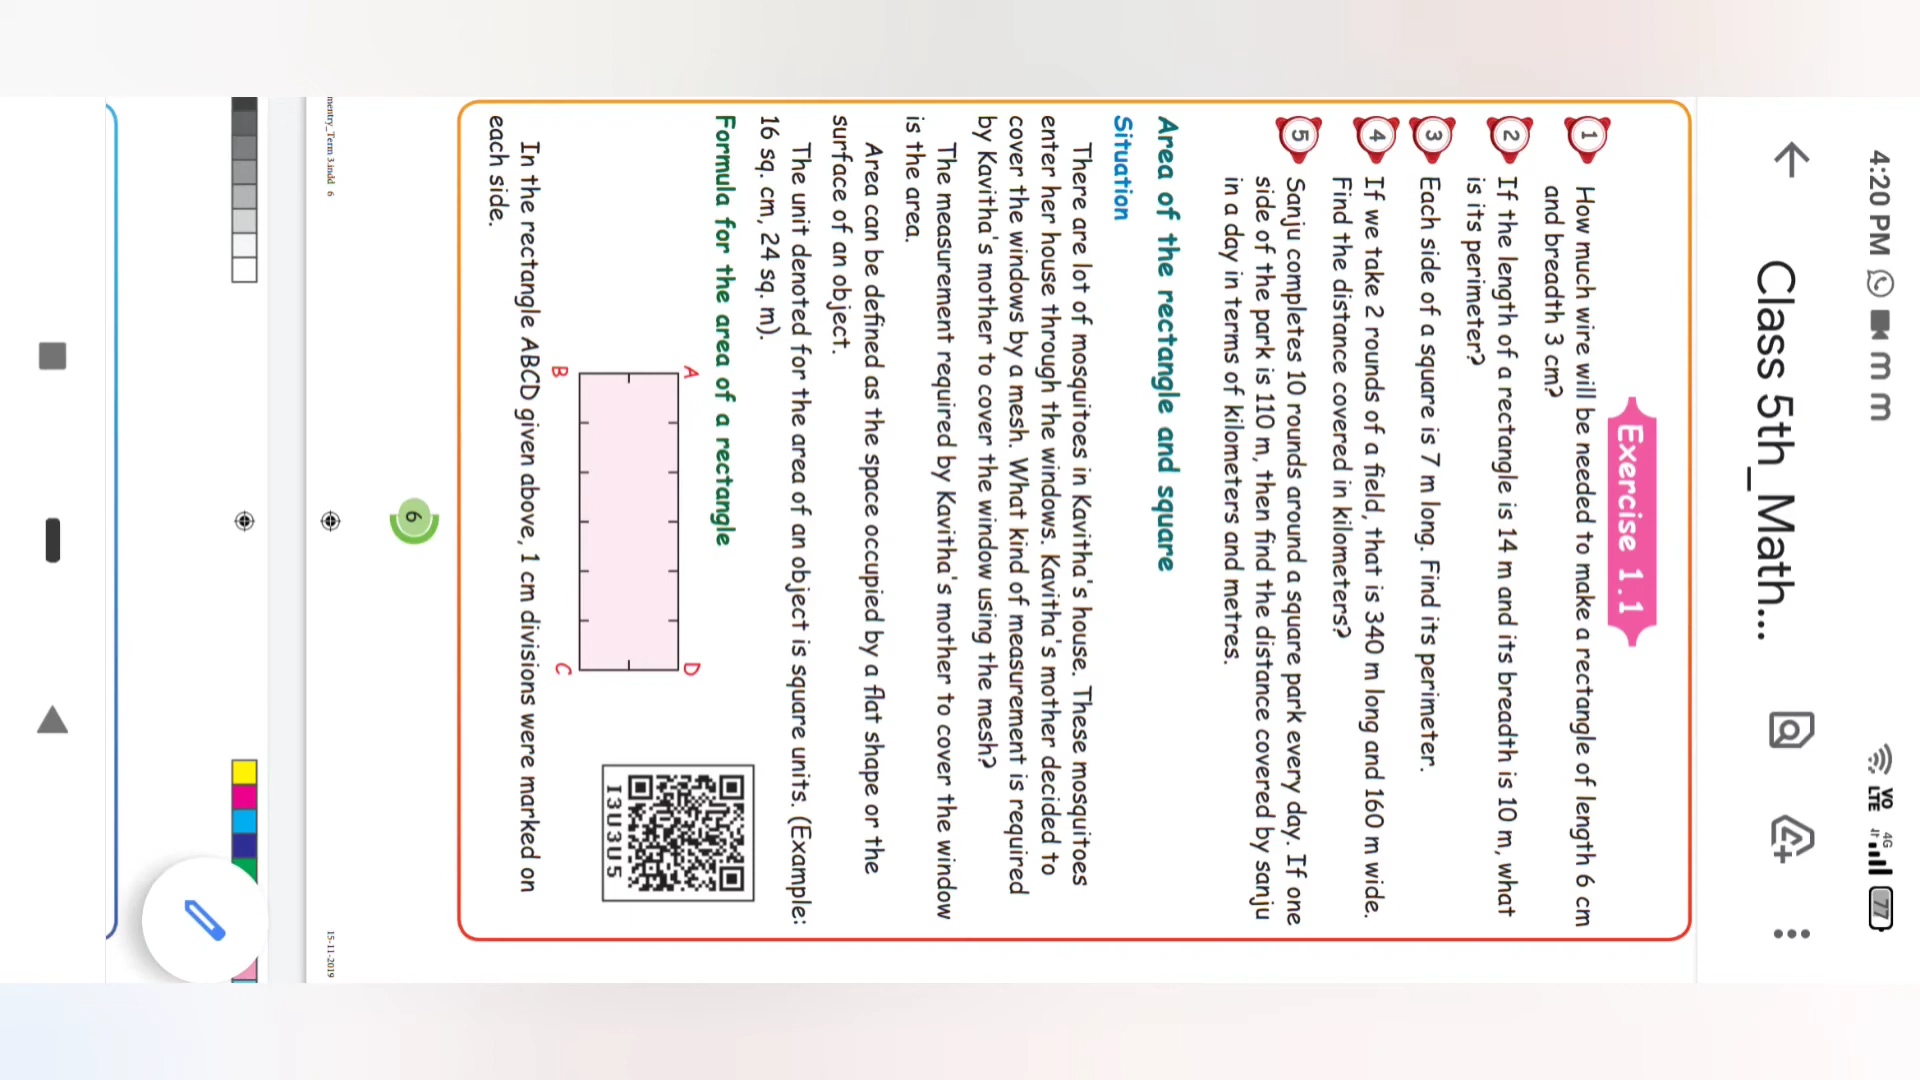 4:20 PM
VO LTE 4G 77
Class 5th_Math...
Exercise 1.1
1 How much wire will be needed to make a rectangle of length 6 cm
and breadth 3 cm?
2 If the length of a rectangle is 14 m and its breadth is 10 m, what
is its perimeter?
3 Each side of a square is 7 m long. Find its perimeter.
4 If we take 2 rounds of a field, that is 340 m long and 160 m wide.
Find the distance covered in kilometers?
5 Sanju completes 10 rounds around a square park every day. If one
side of the park is 110 m, then find the distance covered by sanju
in a day in terms of kilometers and metres.
Area of the rectangle and square
Situation
There are lot of mosquitoes in Kavitha's house. These mosquitoes
enter her house through the windows. Kavitha's mother decided to
cover the windows by a mesh. What kind of measurement is required
by Kavitha's mother to cover the window using the mesh?
The measurement required by Kavitha's mother to cover the window
is the area.
Area can be defined as the space occupied by a flat shape or the
surface of an object.
The unit denoted for the area of an object is square units. (Example:
16 sq. cm, 24 sq. m).
Formula for the area of a rectangle
A D
B C
I3U3U5
In the rectangle ABCD given above, 1 cm divisions were marked on
each side.
6
mentry_Term 3.indd 6
15-11-2019